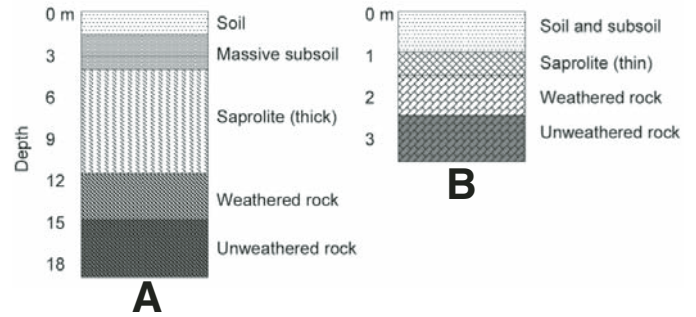 0 m
Soil
3
Massive subsoil
6
Saprolite (thick)
9
Depth
12
Weathered rock
15
Unweathered rock
18
A
0 m
Soil and subsoil
1
Saprolite (thin)
2
Weathered rock
Unweathered rock
3
B